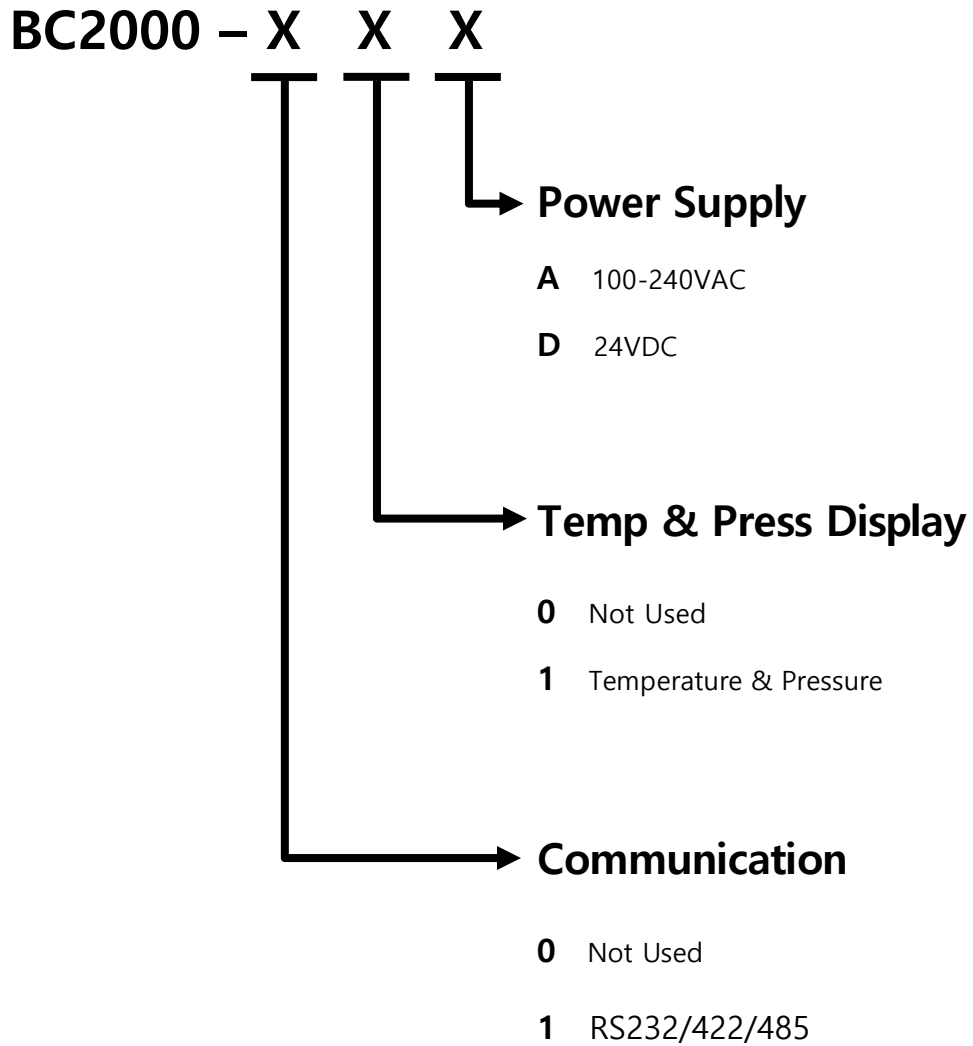 BC2000 – X X X
Power Supply
A 100-240VAC
D 24VDC
Temp & Press Display
0 Not Used
1 Temperature & Pressure
Communication
0 Not Used
1 RS232/422/485